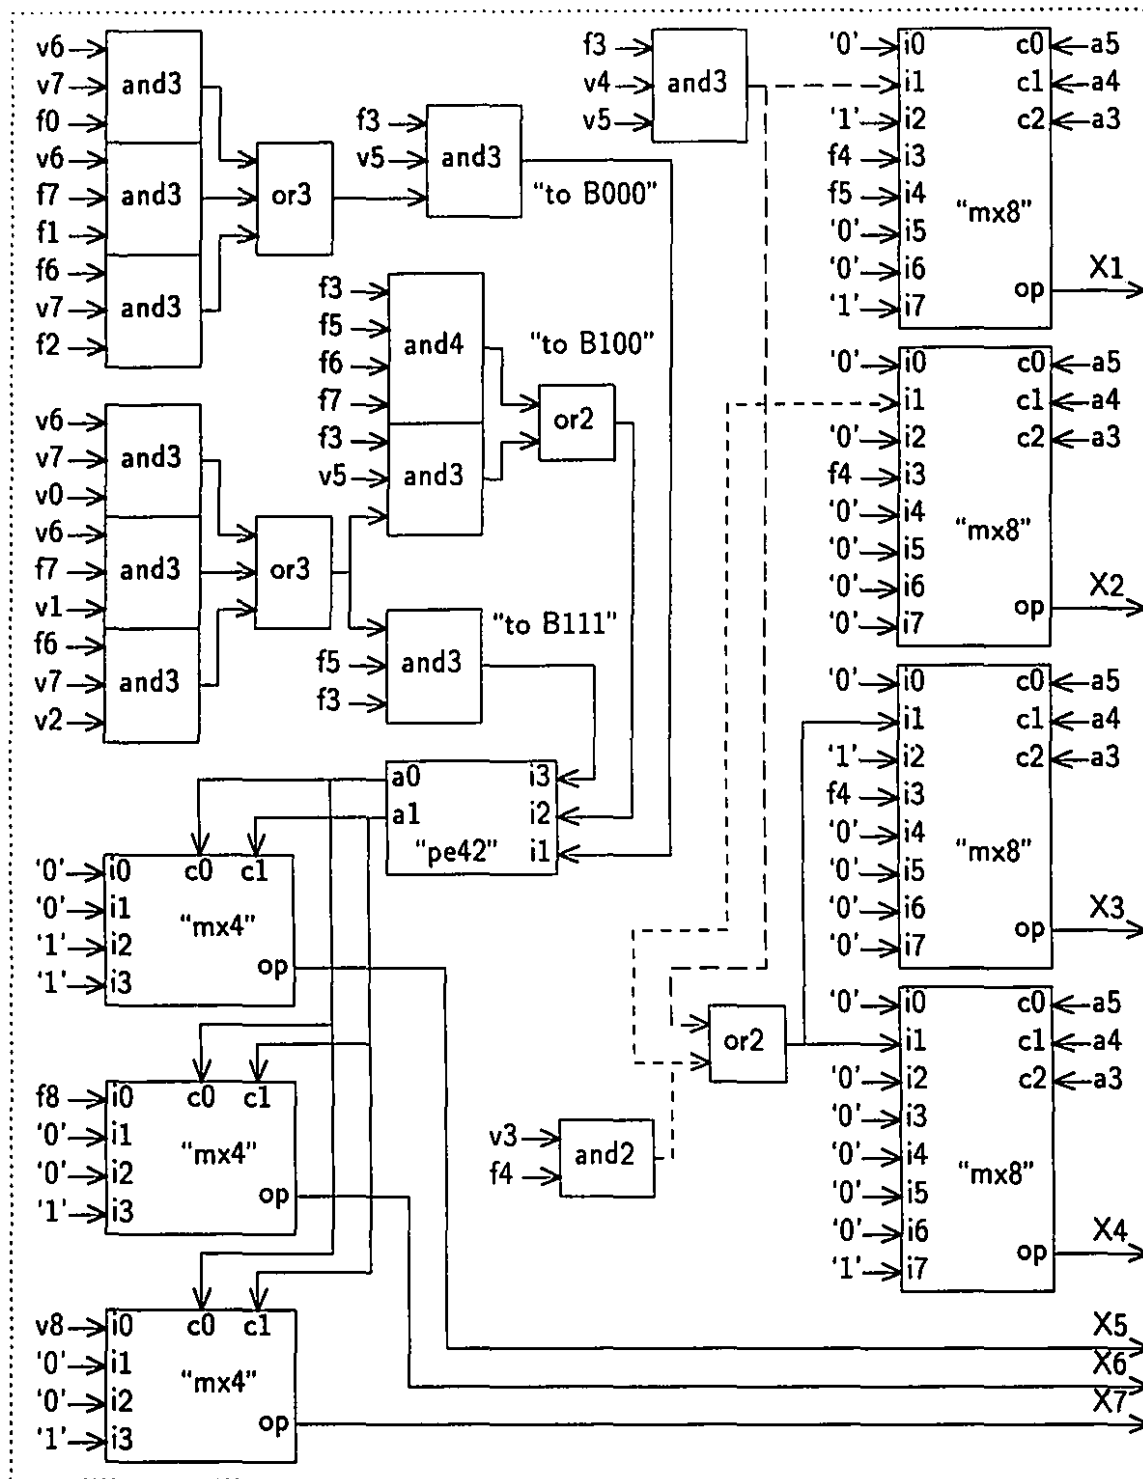 v6
v7
f0
and3
v6
f7
f1
and3
f6
v7
f2
and3
or3
f3
v5
and3
"to B000"
f3
v4
v5
and3
f3
f5
f6
f7
and4
f3
v5
and3
"to B100"
or2
v6
v7
v0
and3
v6
f7
v1
and3
f6
v7
v2
and3
or3
"to B111"
f5
f3
and3
a0 i3
a1 i2
"pe42" i1
'0' i0 c0 c1
'0' i1 "mx4"
'1' i2 op
'1' i3
f8 i0 c0 c1
'0' i1 "mx4"
'0' i2 op
'1' i3
v8 i0 c0 c1
'0' i1 "mx4"
'0' i2
'1' i3 op
v3
f4
and2
or2
'0' i0 c0 a5
i1 c1 a4
'1' i2 c2 a3
f4 i3
f5 i4 "mx8"
'0' i5
'0' i6 op X1
'1' i7
'0' i0 c0 a5
i1 c1 a4
'0' i2 c2 a3
f4 i3
'0' i4 "mx8"
'0' i5
'0' i6 op X2
'0' i7
'0' i0 c0 a5
i1 c1 a4
'1' i2 c2 a3
f4 i3
'0' i4 "mx8"
'0' i5
'0' i6 op X3
'0' i7
'0' i0 c0 a5
i1 c1 a4
'0' i2 c2 a3
'0' i3
'0' i4 "mx8"
'0' i5
'0' i6 op X4
'1' i7
X5
X6
X7